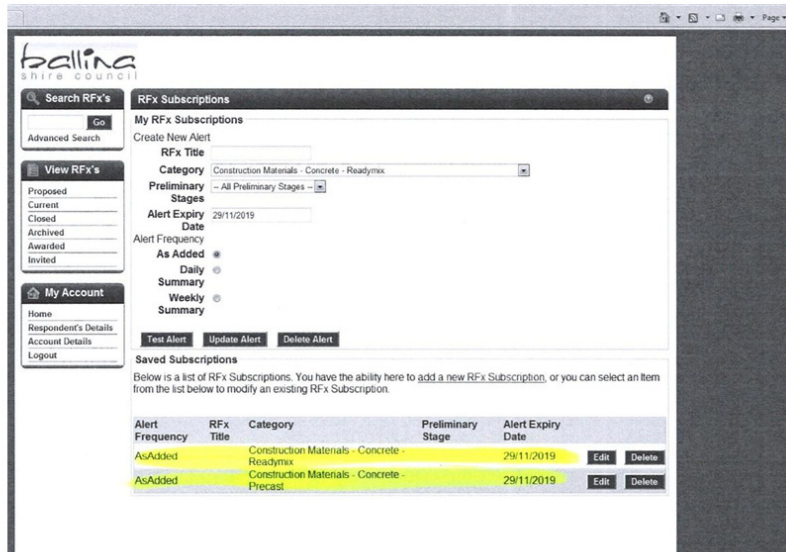 Page
ballina
shire council
Search RFx's
Go
Advanced Search
View RFx's
Proposed
Current
Closed
Archived
Awarded
Invited
My Account
Home
Respondent's Details
Account Details
Logout
RFx Subscriptions
My RFx Subscriptions
Create New Alert
RFx Title
Category Construction Materials - Concrete - Readymix
Preliminary -- All Preliminary Stages --
Stages
Alert Expiry 29/11/2019
Date
Alert Frequency
As Added
Daily
Summary
Weekly
Summary
Test Alert Update Alert Delete Alert
Saved Subscriptions
Below is a list of RFx Subscriptions. You have the ability here to add a new RFx Subscription, or you can select an Item
from the list below to modify an existing RFx Subscription.
Alert RFx Category Preliminary Alert Expiry
Frequency Title Stage Date
AsAdded Construction Materials - Concrete - 29/11/2019 Edit Delete
Readymix
AsAdded Construction Materials - Concrete - 29/11/2019 Edit Delete
Precast